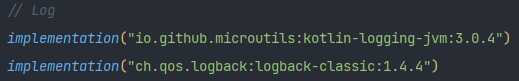 // Log
implementation("io.github.microutils:kotlin-logging-jvm:3.0.4")
implementation("ch.qos.logback:logback-classic:1.4.4")